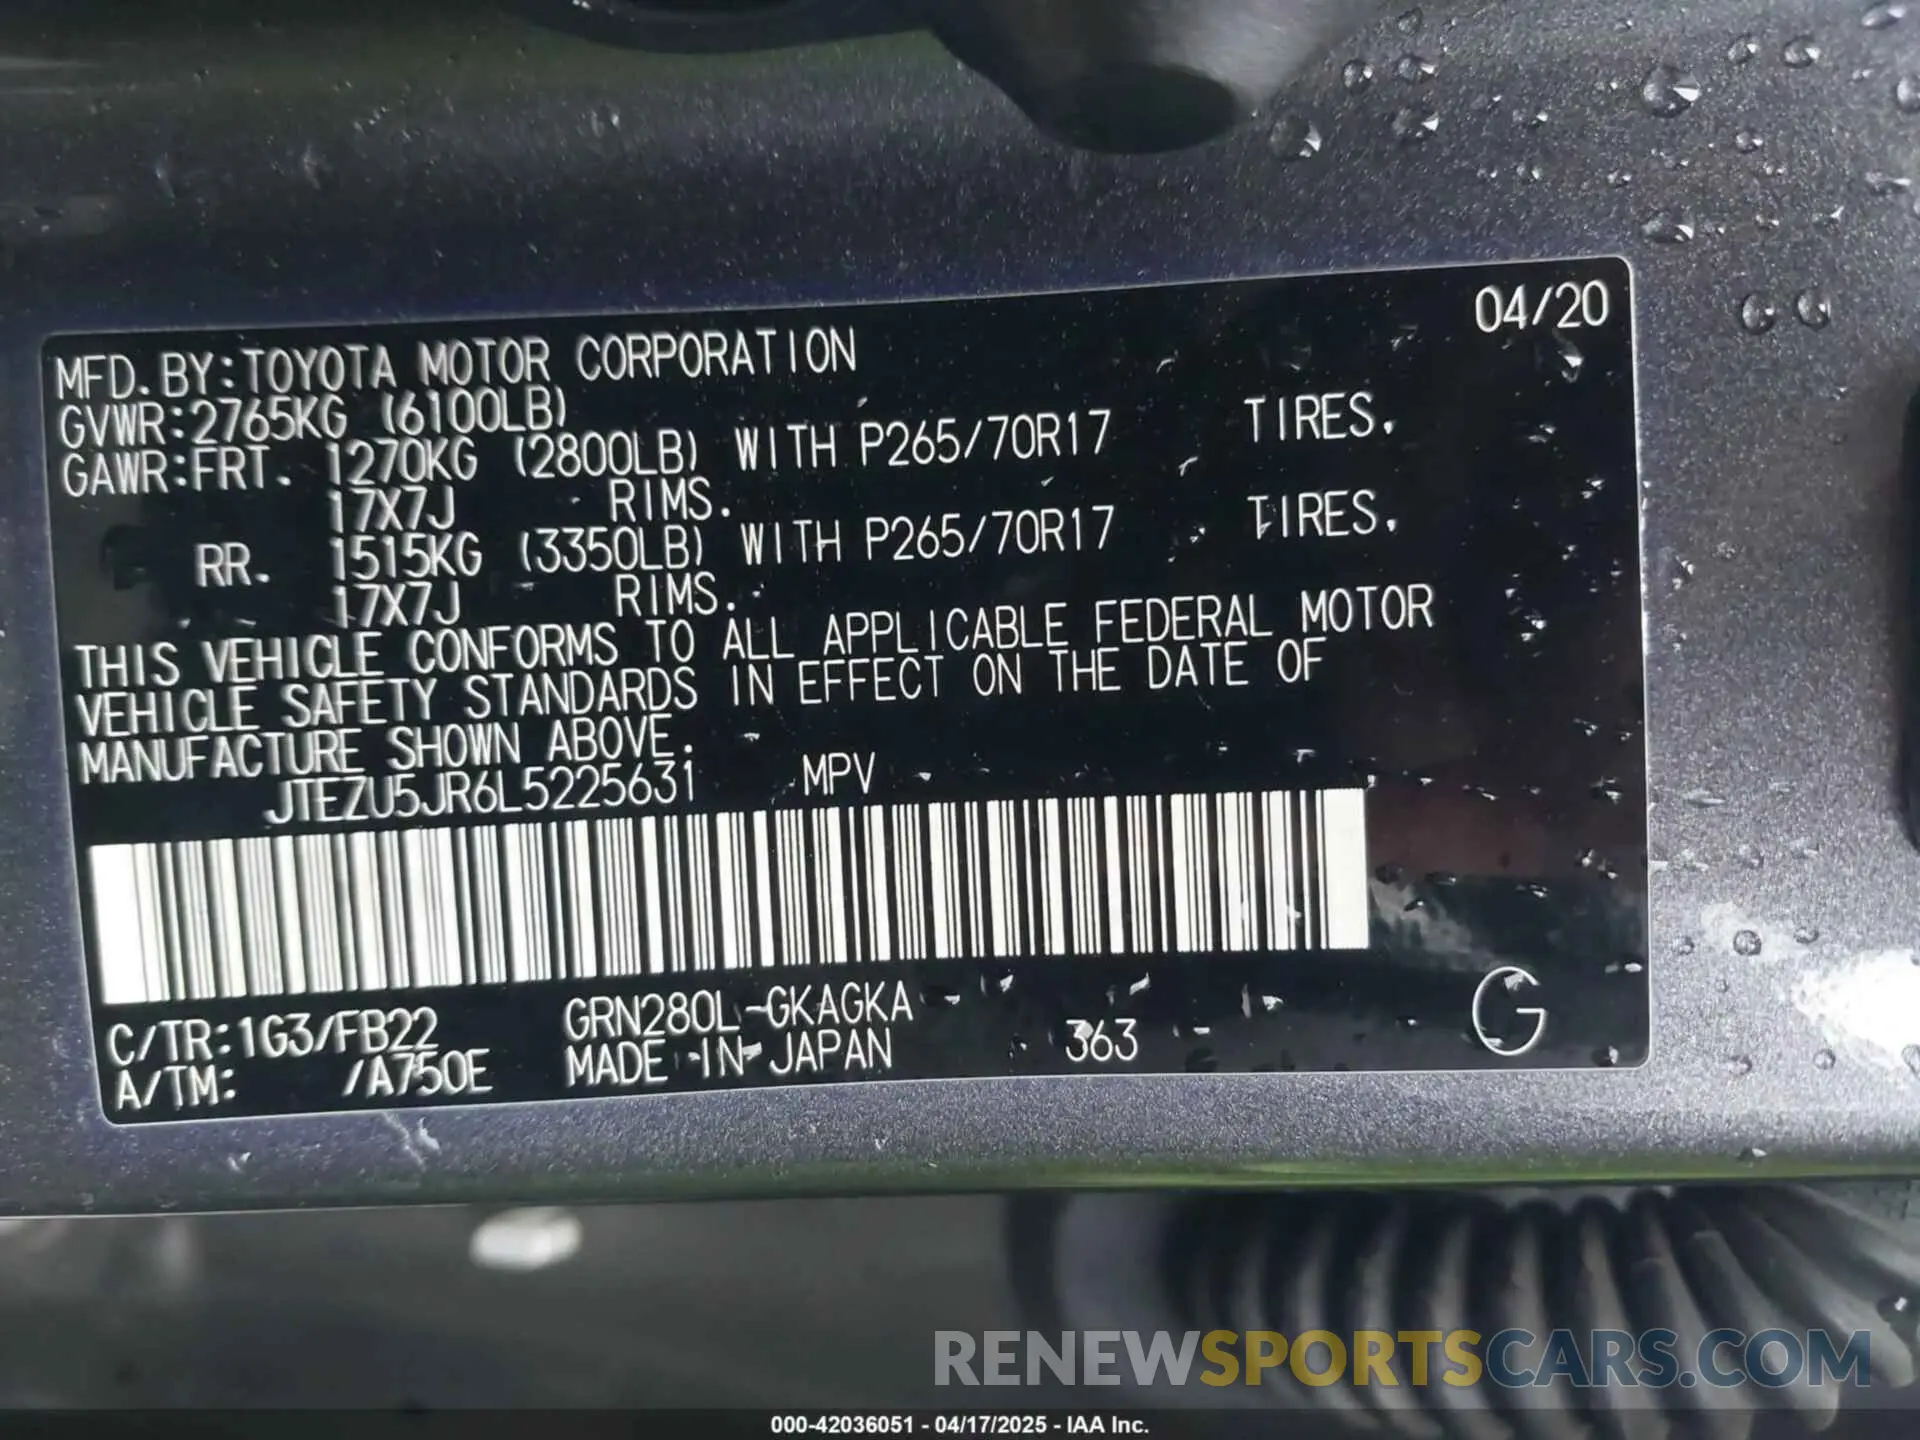 04/20
MFD. BY:TOYOTA MOTOR CORPORATION
GVWR:2765KG (6100LB)
GAWR:FRT. 1270KG (2800LB) WITH P265/70R17 TIRES.
17X7J RIMS.
RR. 1515KG (3350LB) WITH P265/70R17 TIRES.
17X7J RIMS.
THIS VEHICLE CONFORMS TO ALL APPLICABLE FEDERAL MOTOR
VEHICLE SAFETY STANDARDS IN EFFECT ON THE DATE OF
MANUFACTURE SHOWN ABOVE.
JTEZU5JR6L5225631 MPV
C/TR:1G3/FB22 GRN280L-GKAGKA
A/TM: /A750E MADE IN JAPAN 363 G
RENEWSPORTSCARS.COM
000-42036051 - 04/17/2025 - IAA Inc.